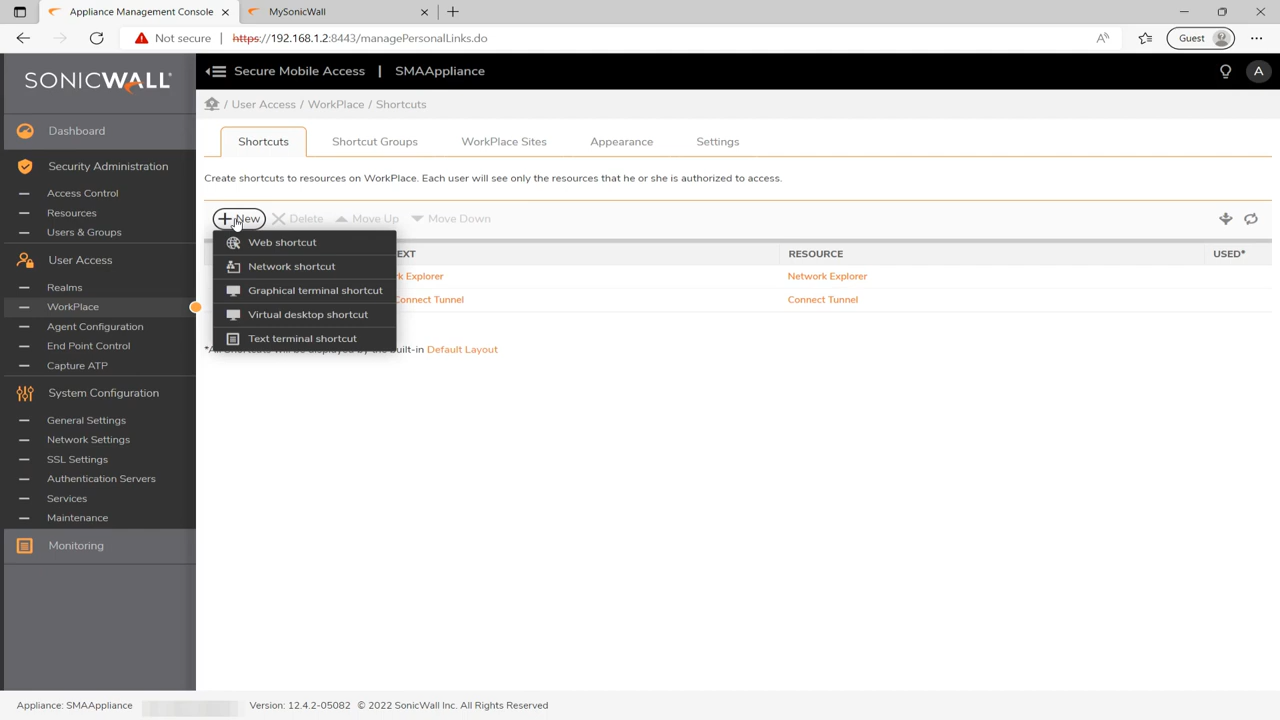 Appliance Management Console
MySonicWall
Not secure
https://192.168.1.2:8443/managePersonalLinks.do
Guest
SONICWALL
Secure Mobile Access | SMAAppliance
A
/ User Access / WorkPlace / Shortcuts
Dashboard
Security Administration
Access Control
Resources
Users & Groups
User Access
Realms
WorkPlace
Agent Configuration
End Point Control
Capture ATP
System Configuration
General Settings
Network Settings
SSL Settings
Authentication Servers
Services
Maintenance
Monitoring
Shortcuts
Shortcut Groups
WorkPlace Sites
Appearance
Settings
Create shortcuts to resources on WorkPlace. Each user will see only the resources that he or she is authorized to access.
New
Delete
Move Up
Move Down
Web shortcut
Network shortcut
Graphical terminal shortcut
Virtual desktop shortcut
Text terminal shortcut
RESOURCE
USED*
Explorer
Network Explorer
Connect Tunnel
Connect Tunnel
Default Layout
Appliance: SMAAppliance
Version: 12.4.2-05082 © 2022 SonicWall Inc. All Rights Reserved